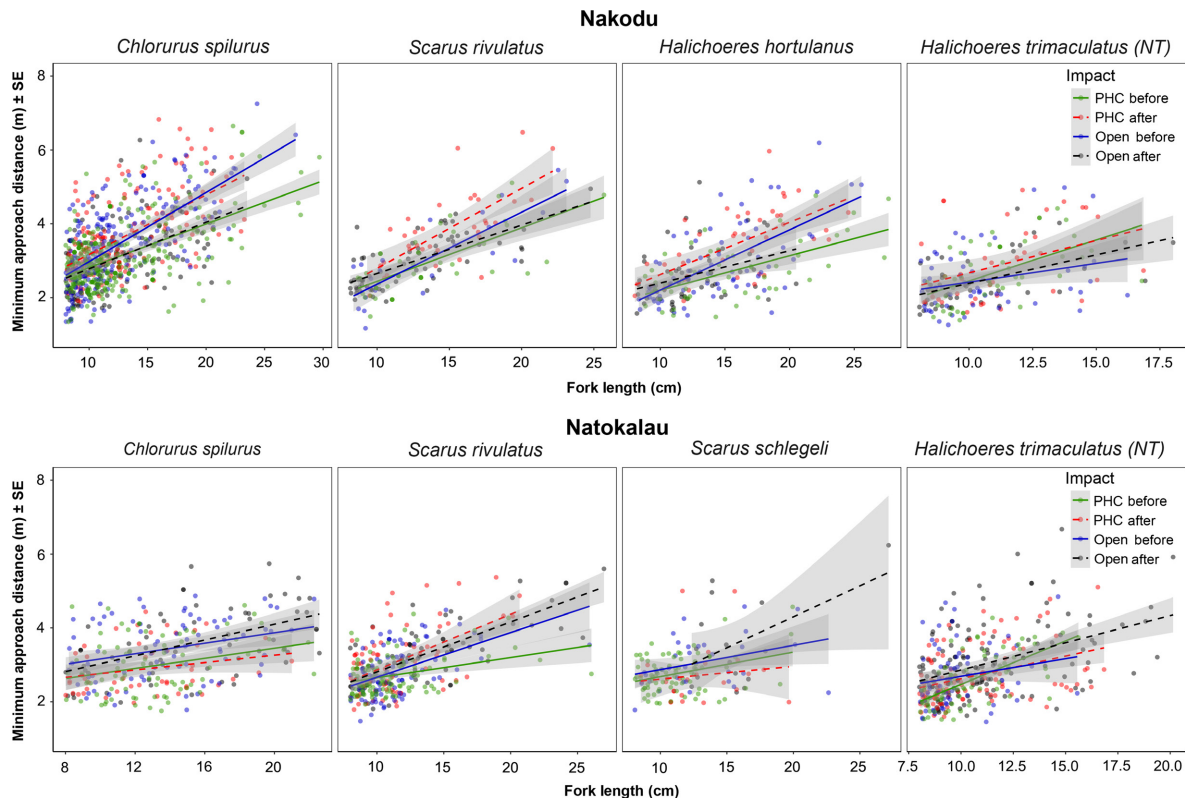 Nakodu
Chlorurus spilurus
Scarus rivulatus
Halichoeres hortulanus
Halichoeres trimaculatus (NT)
Minimum approach distance (m) ± SE
8
6
4
2
Impact
PHC before
PHC after
Open before
Open after
10 15 20 25 30
10 15 20 25
10 15 20 25
10.0 12.5 15.0 17.5
Fork length (cm)
Natokalau
Chlorurus spilurus
Scarus rivulatus
Scarus schlegeli
Halichoeres trimaculatus (NT)
Minimum approach distance (m) ± SE
8
6
4
2
Impact
PHC before
PHC after
Open before
Open after
8 12 16 20
10 15 20 25
10 15 20 25
7.5 10.0 12.5 15.0 17.5 20.0
Fork length (cm)